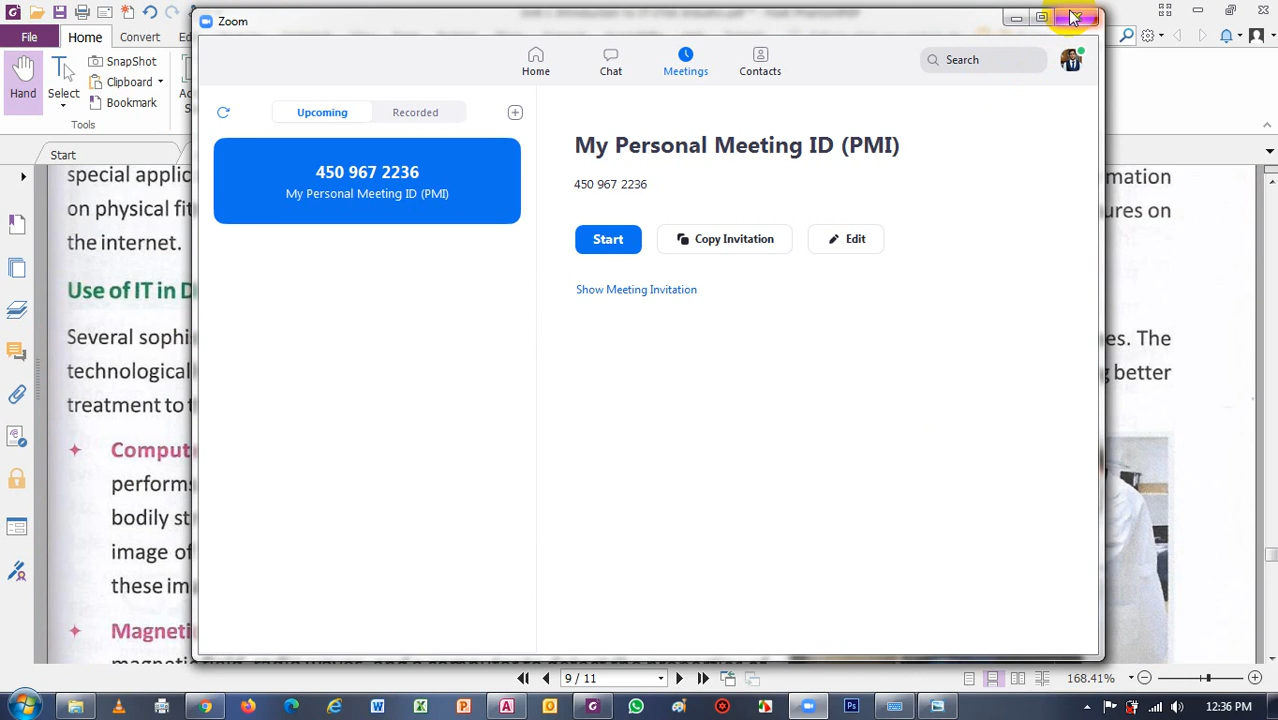 Zoom
File
Home
Convert
Hand
Select
SnapShot
Clipboard
Bookmark
Tools
Start
Home
Chat
Meetings
Contacts
Search
Upcoming
Recorded
450 967 2236
My Personal Meeting ID (PMI)
My Personal Meeting ID (PMI)
450 967 2236
Start
Copy Invitation
Edit
Show Meeting Invitation
special applic
on physical fit
ures on
the internet.
Use of IT in D
Several sophi
es. The
technological
better
treatment to t
Comput
performs
bodily st
image of
these im
Magneti
9 / 11
168.41%
12:36 PM